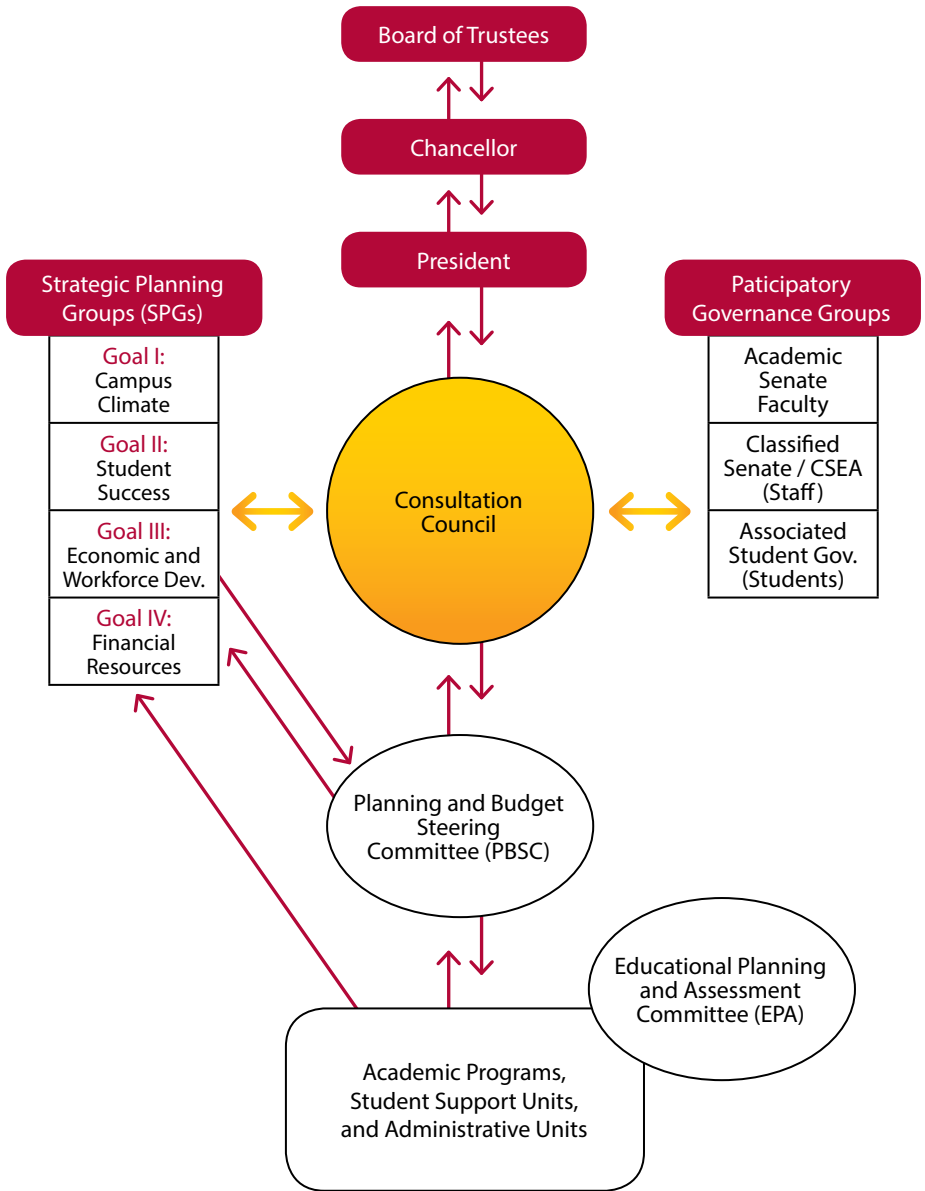 Board of Trustees
Chancellor
President
Strategic Planning
Groups (SPGs)
Goal I:
Campus
Climate
Goal II:
Student
Success
Goal III:
Economic and
Workforce Dev.
Goal IV:
Financial
Resources
Consultation
Council
Paticipatory
Governance Groups
Academic
Senate
Faculty
Classified
Senate / CSEA
(Staff)
Associated
Student Gov.
(Students)
Planning and Budget
Steering
Committee (PBSC)
Educational Planning
and Assessment
Committee (EPA)
Academic Programs,
Student Support Units,
and Administrative Units